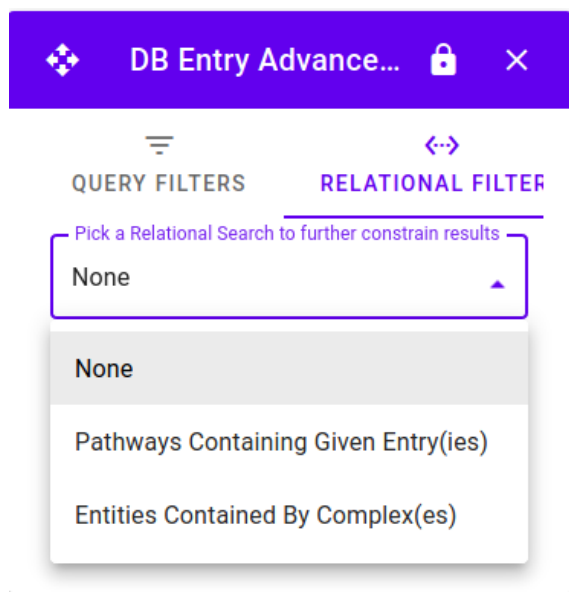 DB Entry Advance...
QUERY FILTERS
RELATIONAL FILTER
Pick a Relational Search to further constrain results
None
None
Pathways Containing Given Entry(ies)
Entities Contained By Complex(es)